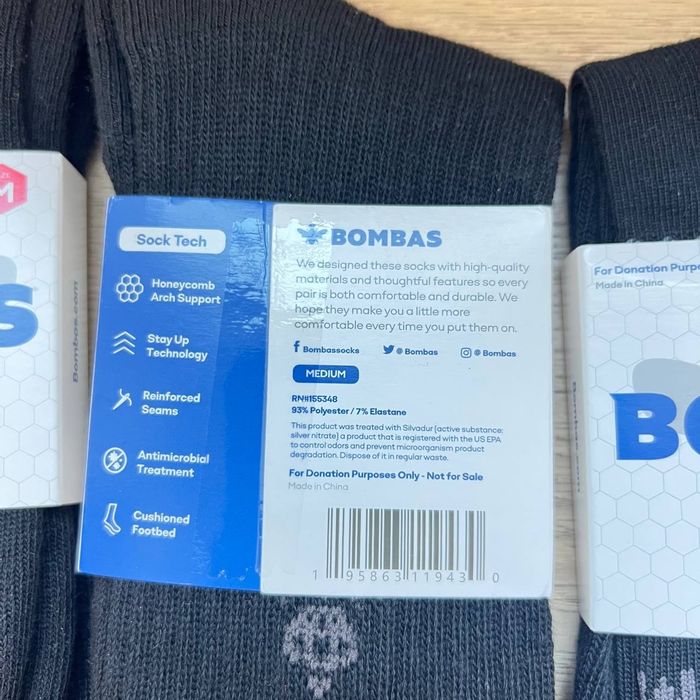 M
S
Bombas.com
Sock Tech
Honeycomb
Arch Support
Stay Up
Technology
Reinforced
Seams
Antimicrobial
Treatment
Cushioned
Footbed
BOMBAS
We designed these socks with high-quality
materials and thoughtful features so every
pair is both comfortable and durable. We
hope they make you a little more
comfortable every time you put them on.
Bombassocks
@ Bombas
@ Bombas
MEDIUM
RN#155348
93% Polyester / 7% Elastane
This product was treated with Silvadur (active substance:
silver nitrate) a product that is registered with the US EPA
to control odors and prevent microorganism product
degradation. Dispose of it in regular waste.
For Donation Purposes Only - Not for Sale
Made in China
1 95863 11943 0
For Donation Purpo
Made in China
Bombas.com
BO